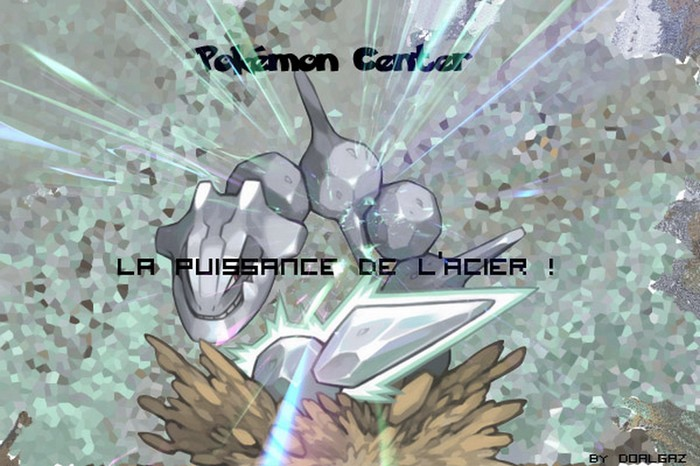 Pokémon Center
LA PUISSANCE DE L'ACIER !
BY DOALGAZ